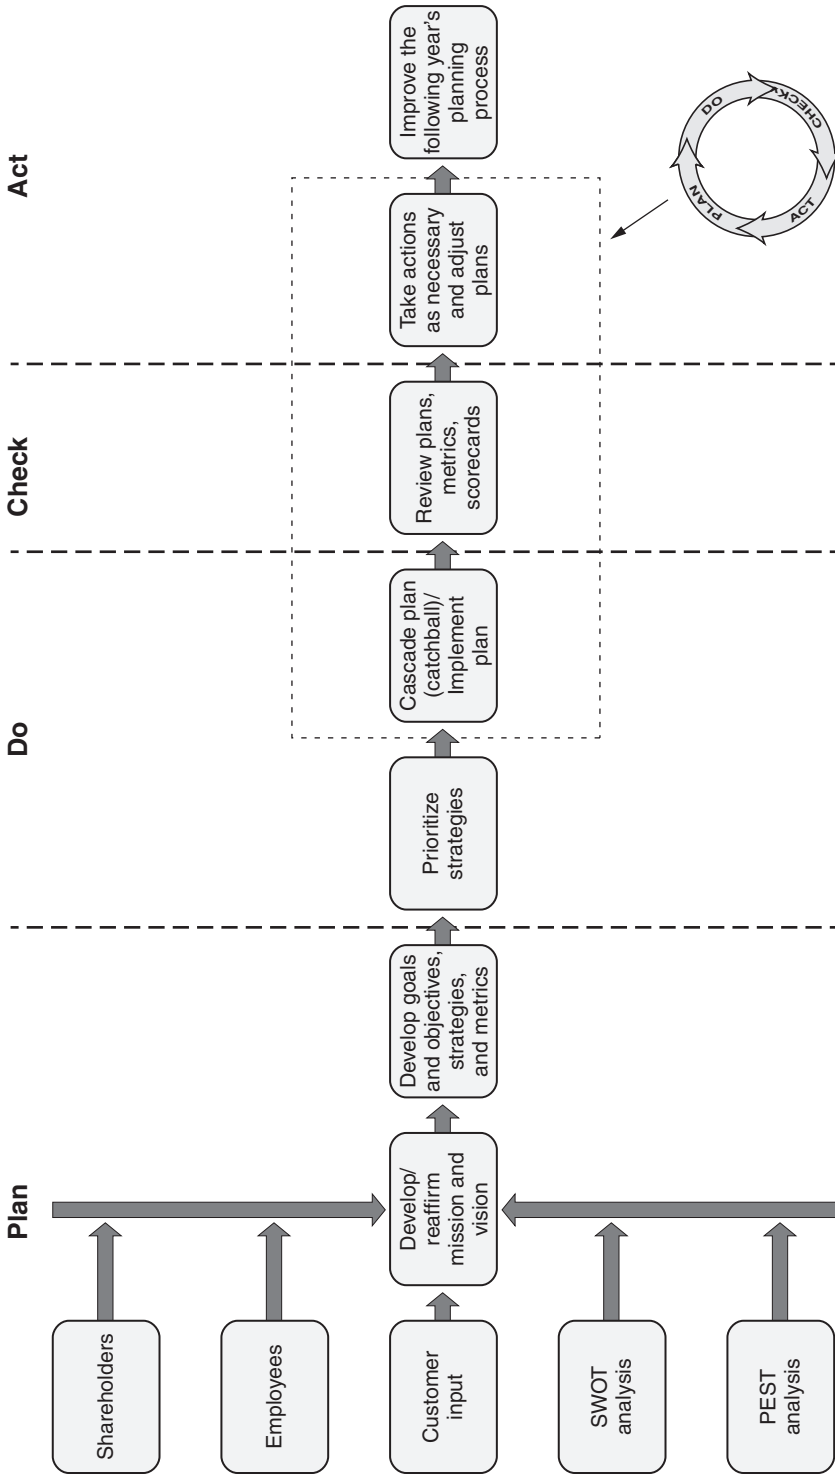 Plan
Do
Check
Act
Shareholders
Employees
Customer
input
SWOT
analysis
PEST
analysis
Develop/
reaffirm
mission and
vision
Develop goals
and objectives,
strategies,
and metrics
Prioritize
strategies
Cascade plan
(catchball)/
Implement
plan
Review plans,
metrics,
scorecards
Take actions
as necessary
and adjust
plans
Improve the
following year’s
planning
process
PLAN
DO
CHECK
ACT